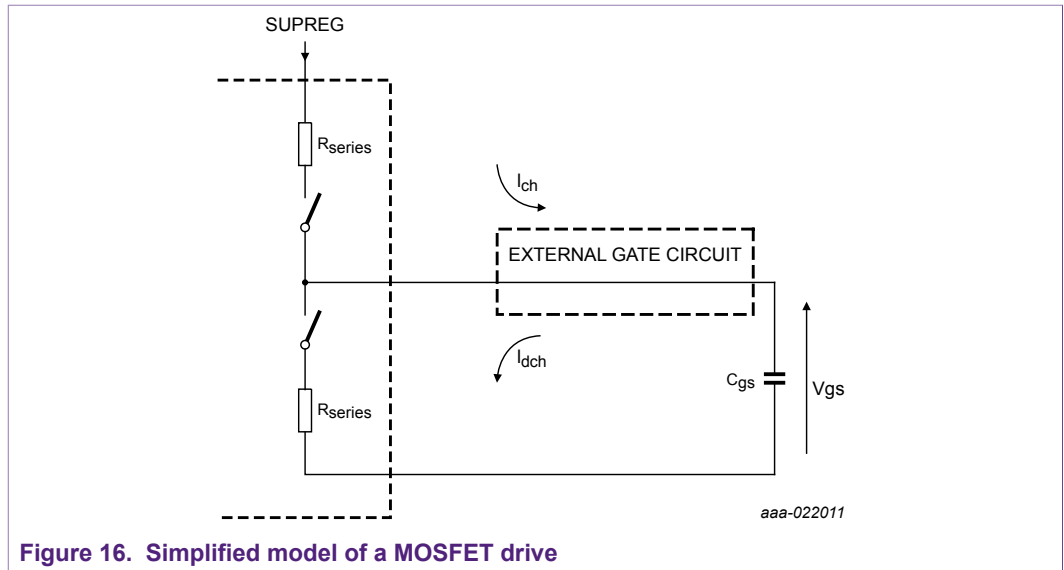 SUPREG
Rseries
Ich
EXTERNAL GATE CIRCUIT
Idch
Cgs
Vgs
Rseries
aaa-022011
Figure 16. Simplified model of a MOSFET drive